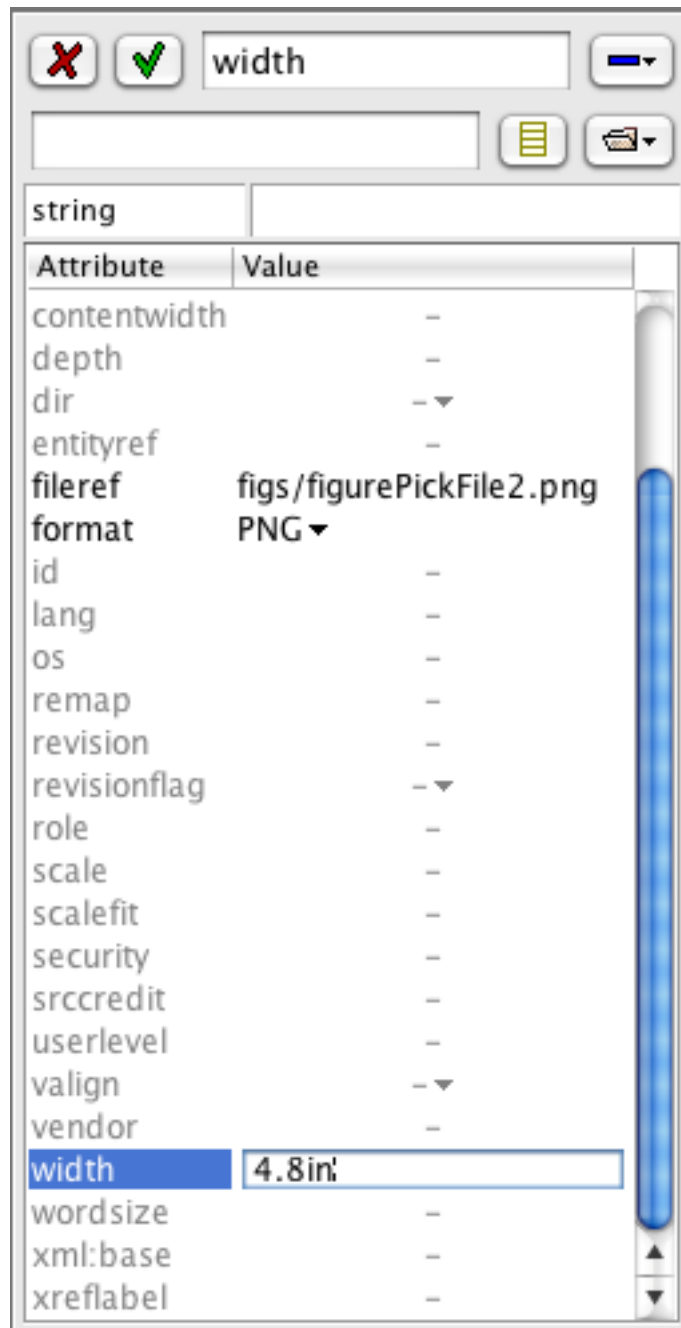 width
string
Attribute Value
contentwidth –
depth –
dir –
entityref –
fileref figs/figurePickFile2.png
format PNG
id –
lang –
os –
remap –
revision –
revisionflag –
role –
scale –
scalefit –
security –
srccredit –
userlevel –
valign –
vendor –
width 4.8in
wordsize –
xml:base –
xreflabel –